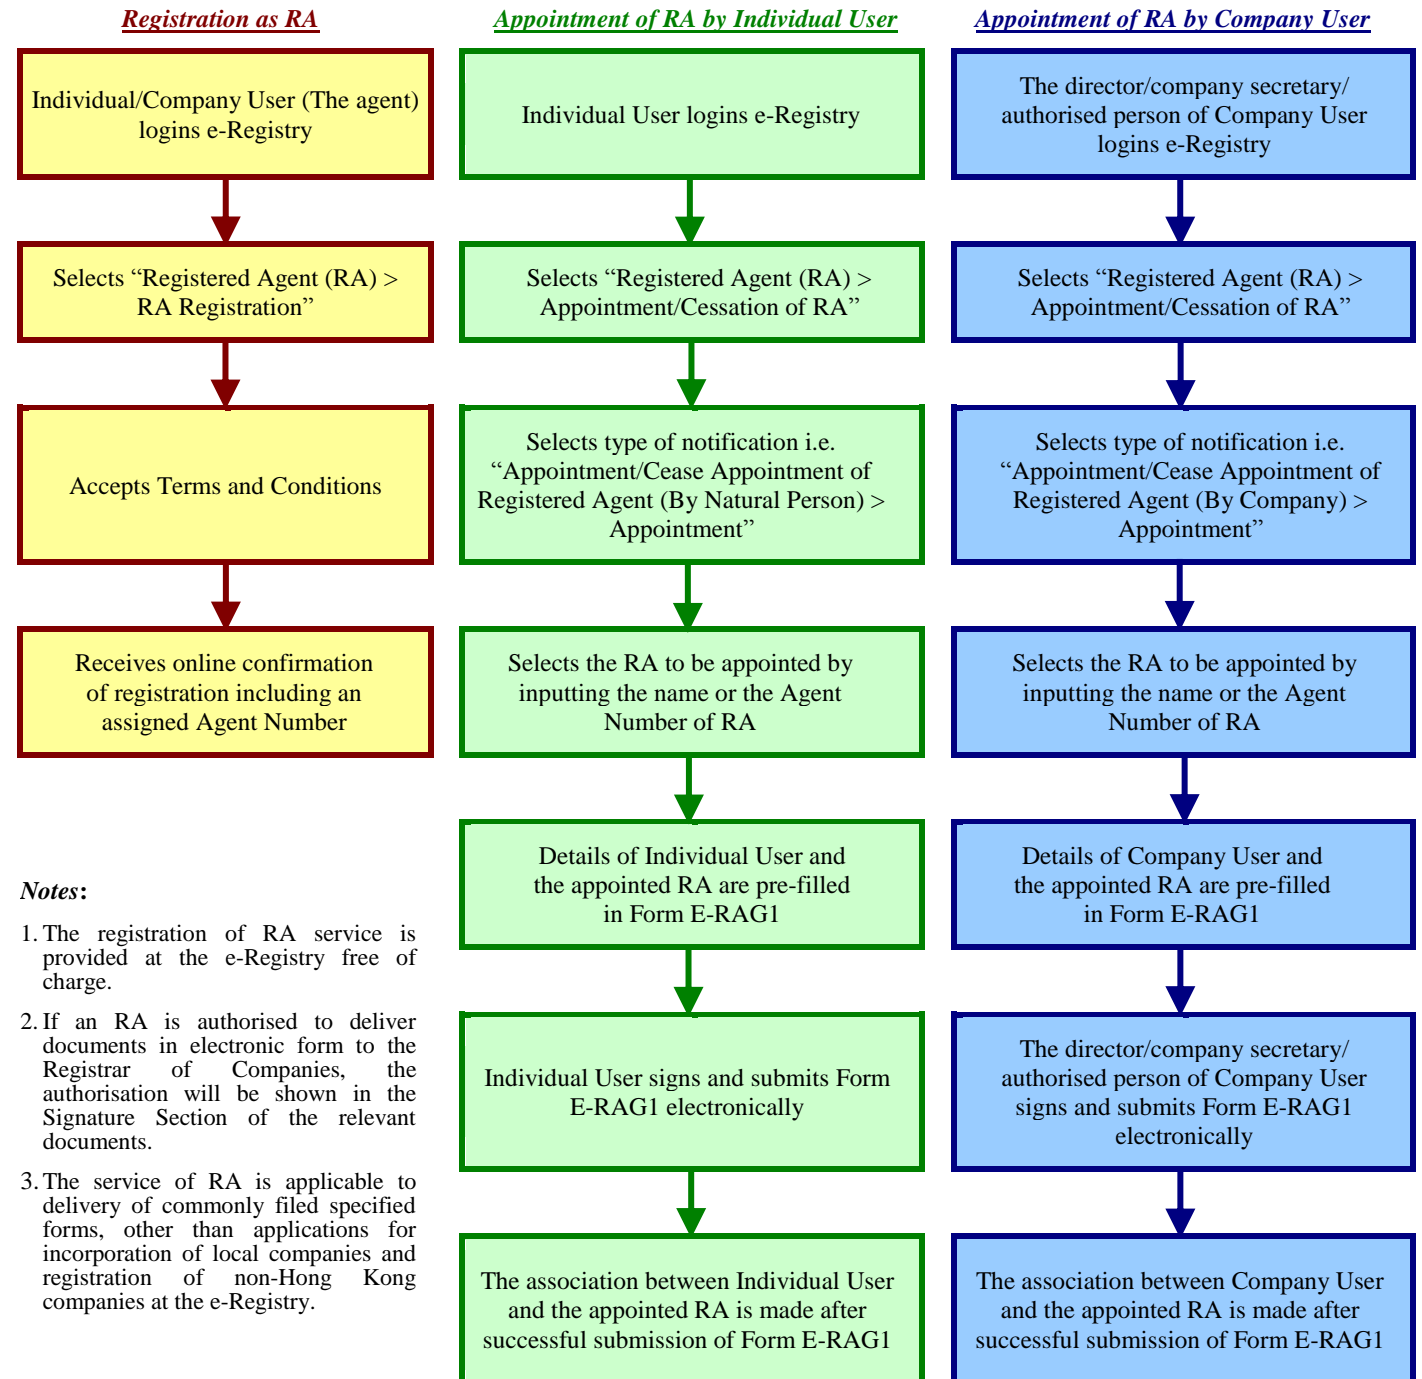 Registration as RA
Individual/Company User (The agent)
logins e-Registry
Selects “Registered Agent (RA) >
RA Registration”
Accepts Terms and Conditions
Receives online confirmation
of registration including an
assigned Agent Number
Notes:
1. The registration of RA service is
provided at the e-Registry free of
charge.
2. If an RA is authorised to deliver
documents in electronic form to the
Registrar of Companies, the
authorisation will be shown in the
Signature Section of the relevant
documents.
3. The service of RA is applicable to
delivery of commonly filed specified
forms, other than applications for
incorporation of local companies and
registration of non-Hong Kong
companies at the e-Registry.
Appointment of RA by Individual User
Individual User logins e-Registry
Selects “Registered Agent (RA) >
Appointment/Cessation of RA”
Selects type of notification i.e.
“Appointment/Cease Appointment of
Registered Agent (By Natural Person) >
Appointment”
Selects the RA to be appointed by
inputting the name or the Agent
Number of RA
Details of Individual User and
the appointed RA are pre-filled
in Form E-RAG1
Individual User signs and submits Form
E-RAG1 electronically
The association between Individual User
and the appointed RA is made after
successful submission of Form E-RAG1
Appointment of RA by Company User
The director/company secretary/
authorised person of Company User
logins e-Registry
Selects “Registered Agent (RA) >
Appointment/Cessation of RA”
Selects type of notification i.e.
“Appointment/Cease Appointment of
Registered Agent (By Company) >
Appointment”
Selects the RA to be appointed by
inputting the name or the Agent
Number of RA
Details of Company User and
the appointed RA are pre-filled
in Form E-RAG1
The director/company secretary/
authorised person of Company User
signs and submits Form E-RAG1
electronically
The association between Company User
and the appointed RA is made after
successful submission of Form E-RAG1